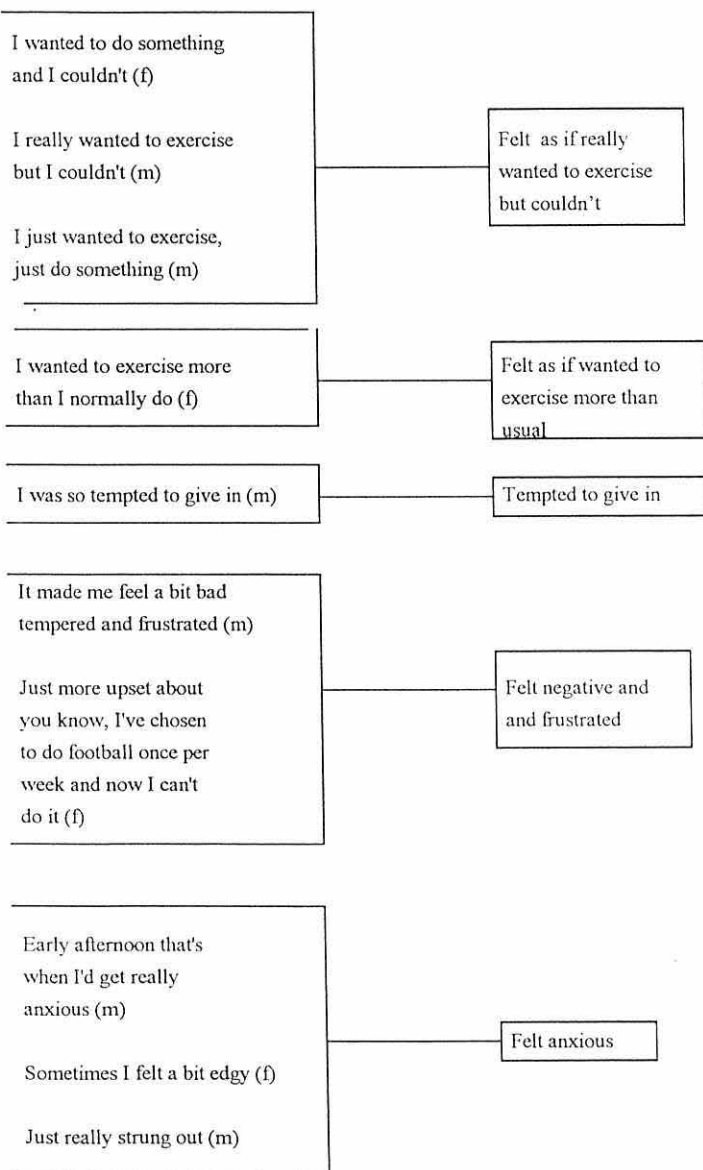 I wanted to do something
and I couldn't (f)
I really wanted to exercise
but I couldn't (m)
I just wanted to exercise,
just do something (m)
Felt as if really
wanted to exercise
but couldn't
I wanted to exercise more
than I normally do (f)
Felt as if wanted to
exercise more than
usual
I was so tempted to give in (m)
Tempted to give in
It made me feel a bit bad
tempered and frustrated (m)
Just more upset about
you know, I've chosen
to do football once per
week and now I can't
do it (f)
Felt negative and
and frustrated
Early afternoon that's
when I'd get really
anxious (m)
Sometimes I felt a bit edgy (f)
Just really strung out (m)
Felt anxious